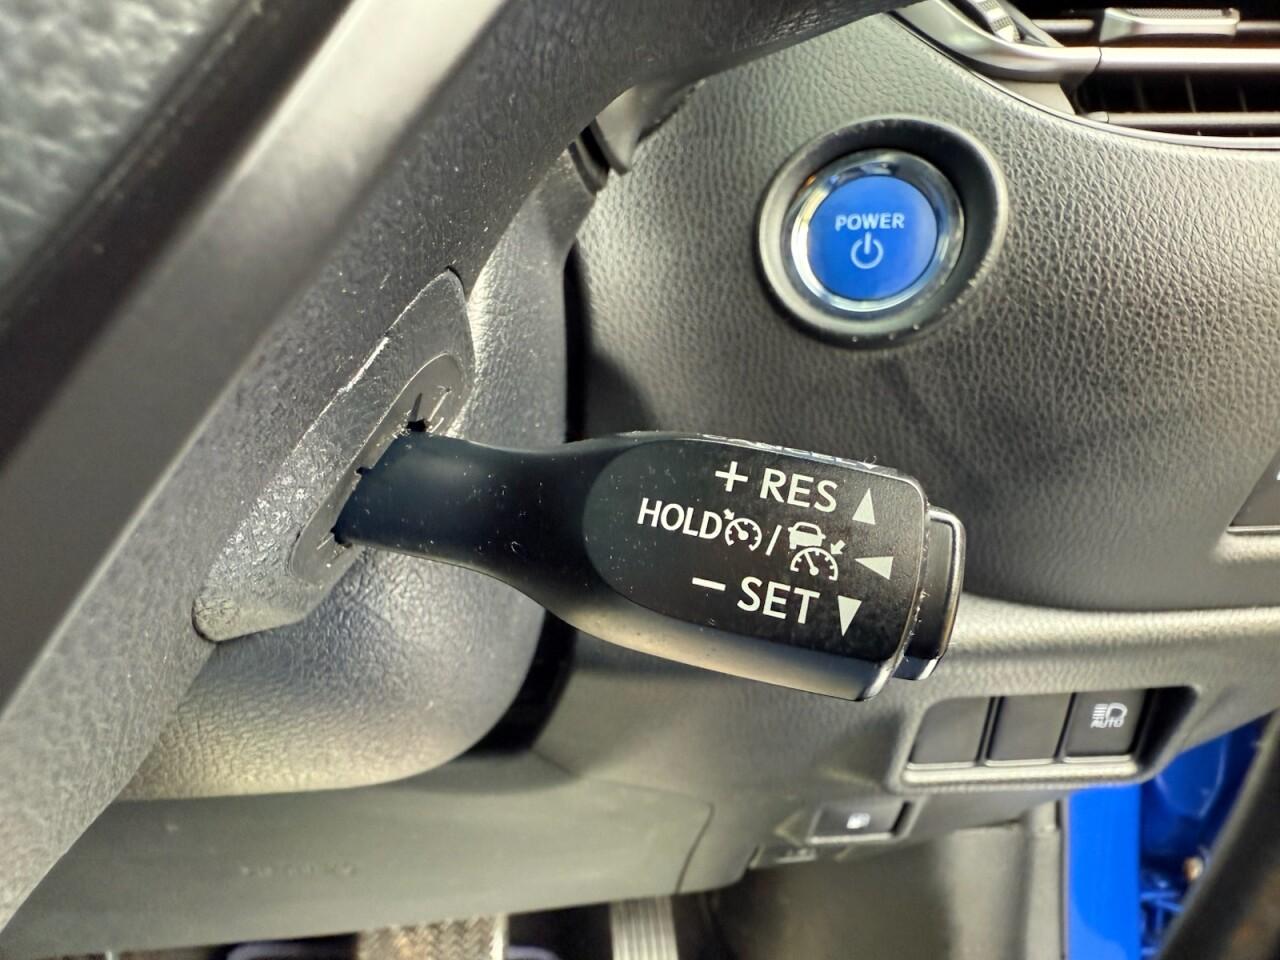 POWER
+ RES
HOLD /
− SET
AUTO